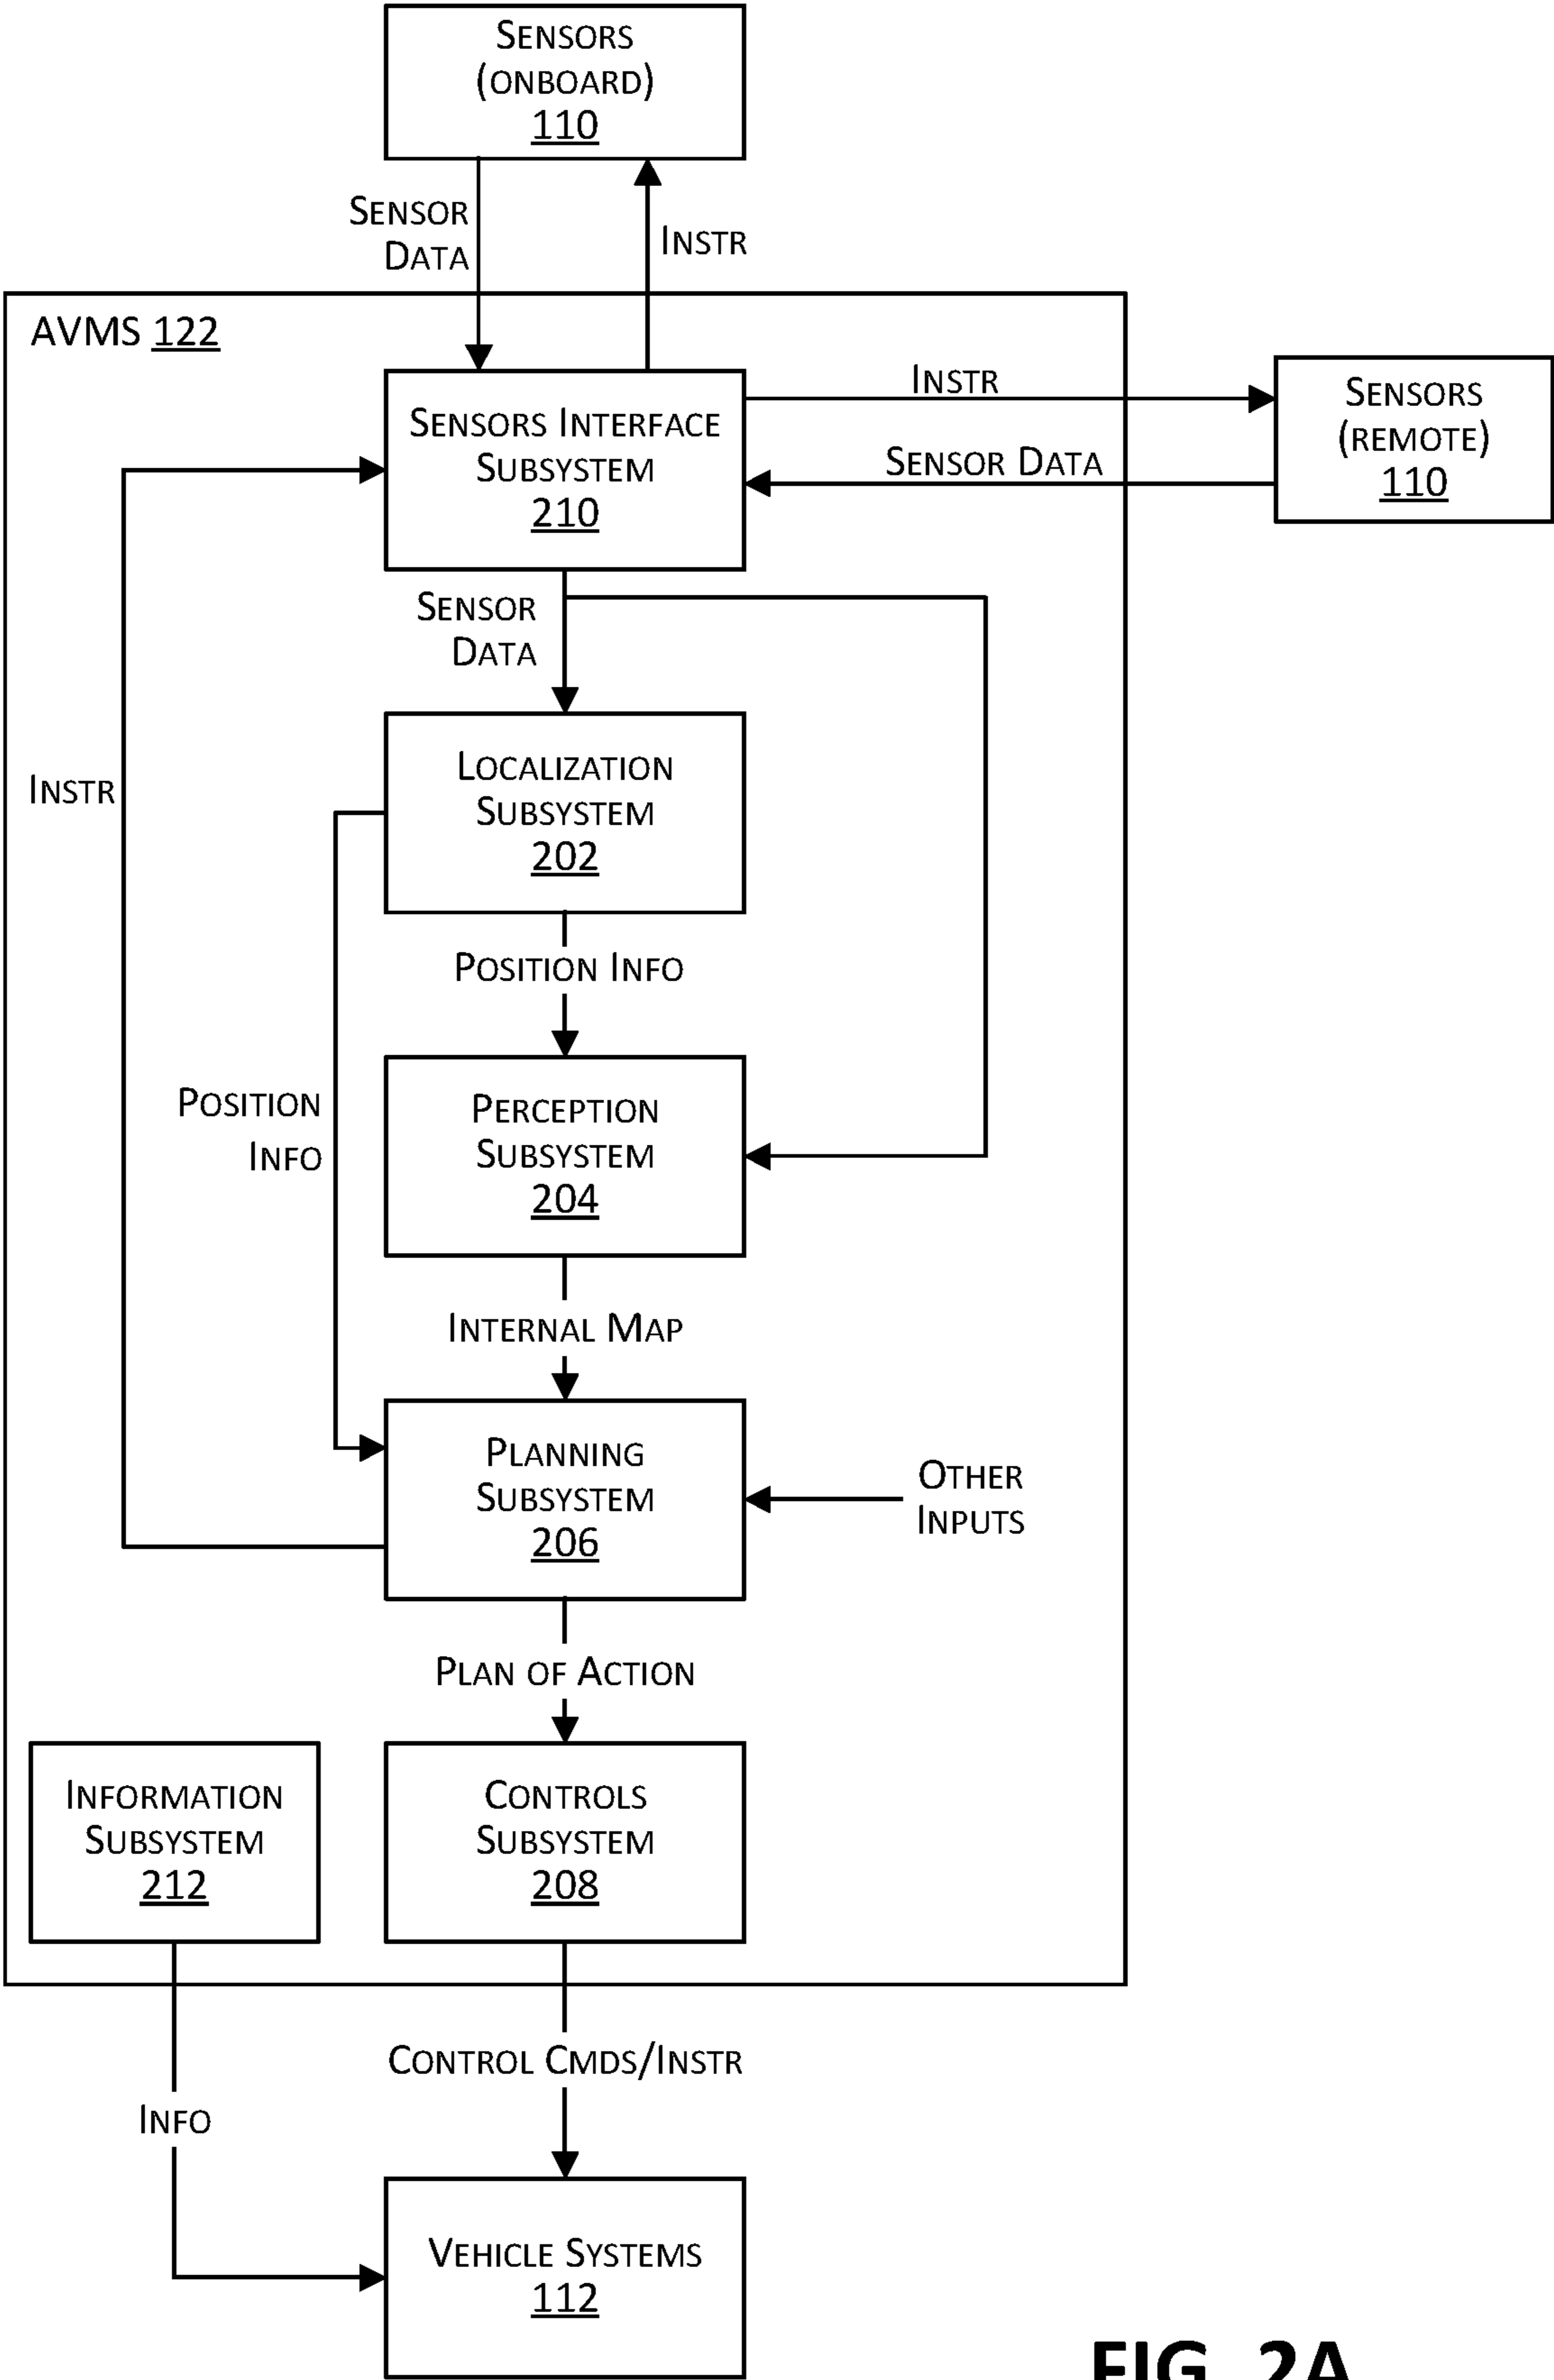 SENSORS
(ONBOARD)
110
SENSOR
DATA
INSTR
AVMS 122
SENSORS INTERFACE
SUBSYSTEM
210
INSTR
SENSOR DATA
SENSORS
(REMOTE)
110
SENSOR
DATA
LOCALIZATION
SUBSYSTEM
202
INSTR
POSITION INFO
POSITION
INFO
PERCEPTION
SUBSYSTEM
204
INTERNAL MAP
PLANNING
SUBSYSTEM
206
OTHER
INPUTS
PLAN OF ACTION
INFORMATION
SUBSYSTEM
212
CONTROLS
SUBSYSTEM
208
CONTROL CMDS/INSTR
INFO
VEHICLE SYSTEMS
112
FIG. 2A